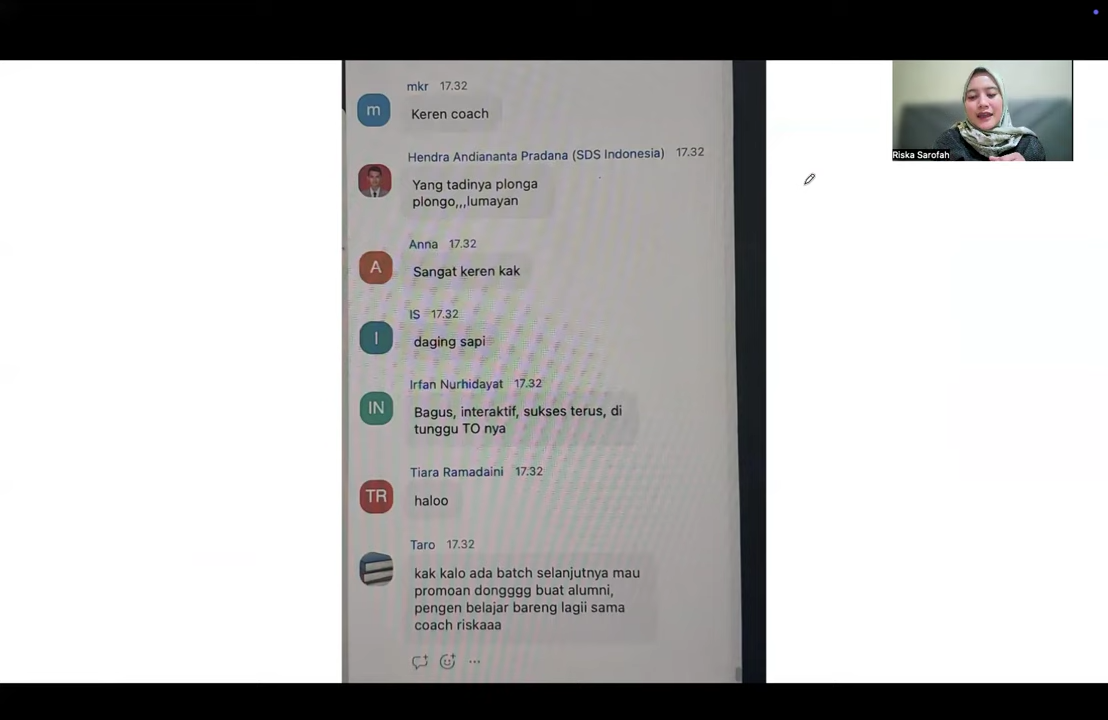 mkr 17.32
m
Keren coach
Hendra Andiananta Pradana (SDS Indonesia) 17.32
Yang tadinya plonga
plongo,,,lumayan
Anna 17.32
A
Sangat keren kak
IS 17.32
I
daging sapi
Irfan Nurhidayat 17.32
IN
Bagus, interaktif, sukses terus, di
tunggu TO nya
Tiara Ramadaini 17.32
TR
haloo
Taro 17.32
kak kalo ada batch selanjutnya mau
promoan dongggg buat alumni,
pengen belajar bareng lagii sama
coach riskaaa
Riska Sarofah